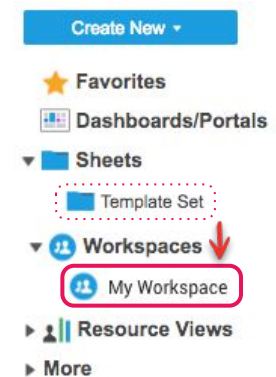 Create New
Favorites
Dashboards/Portals
Sheets
Template Set
Workspaces
My Workspace
Resource Views
More